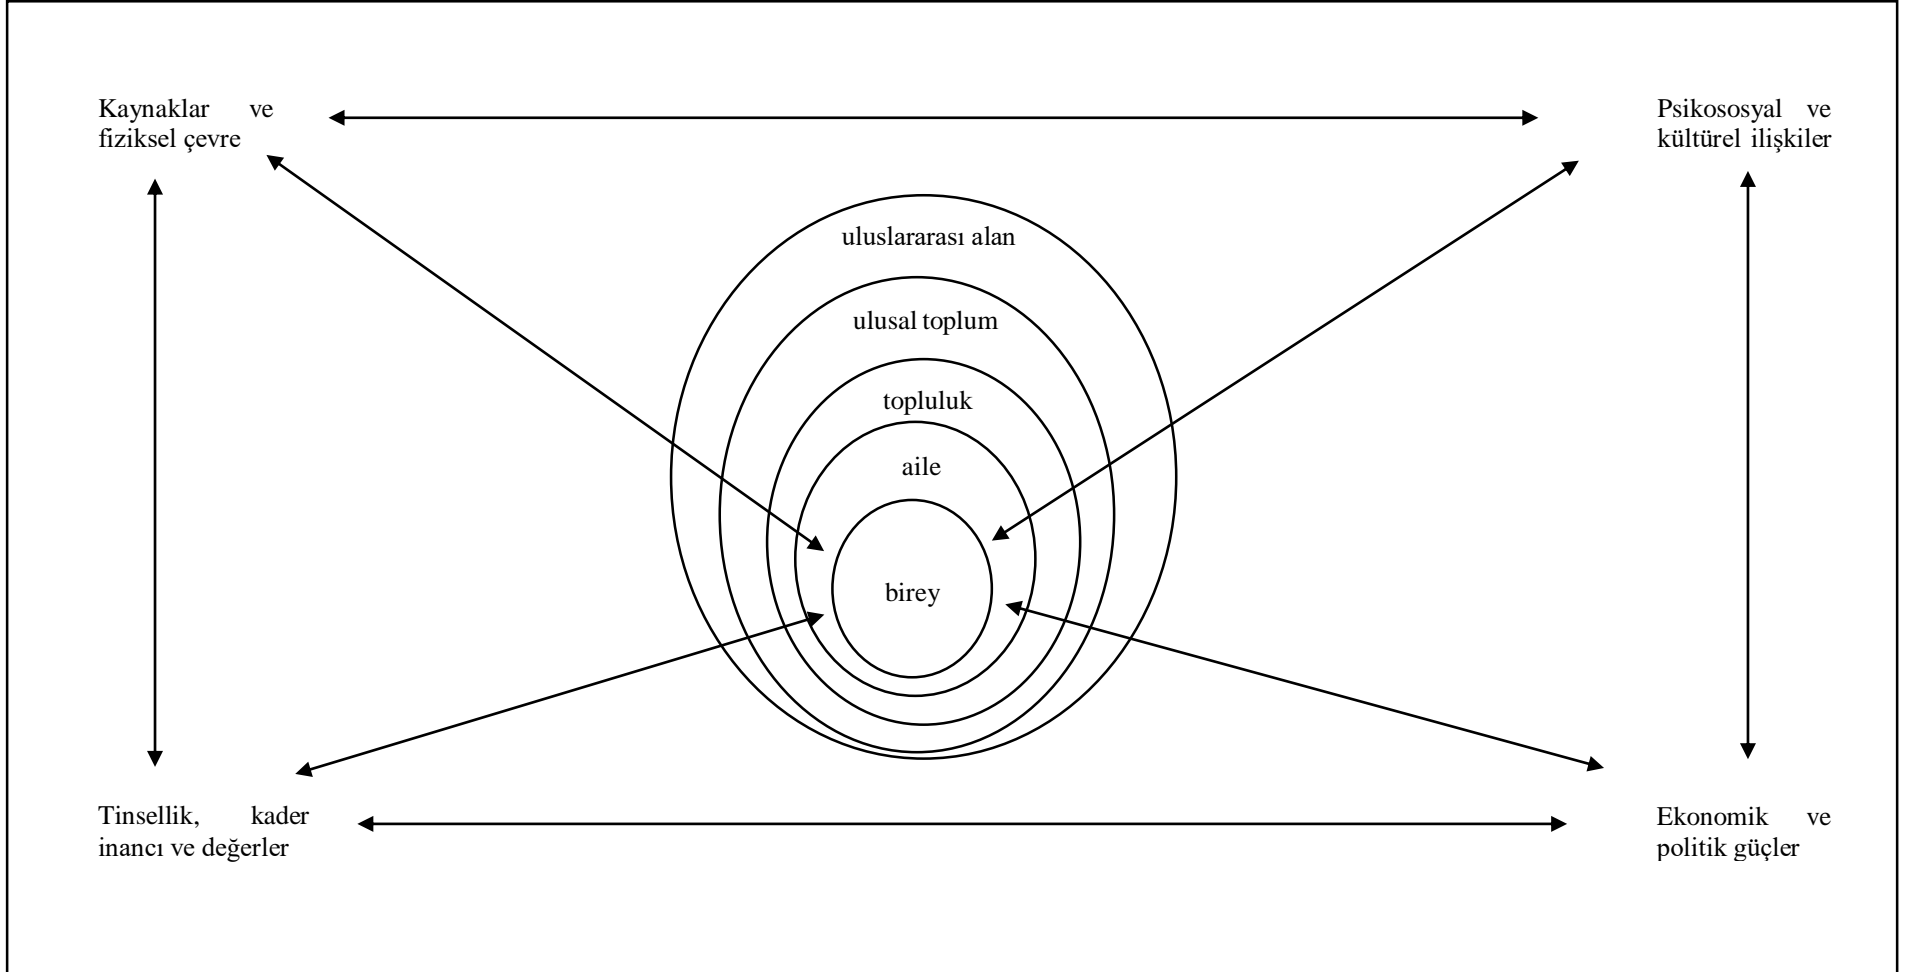 Kaynaklar ve
fiziksel çevre
Psikososyal ve
kültürel ilişkiler
uluslararası alan
ulusal toplum
topluluk
aile
birey
Tinsellik, kader
inancı ve değerler
Ekonomik ve
politik güçler